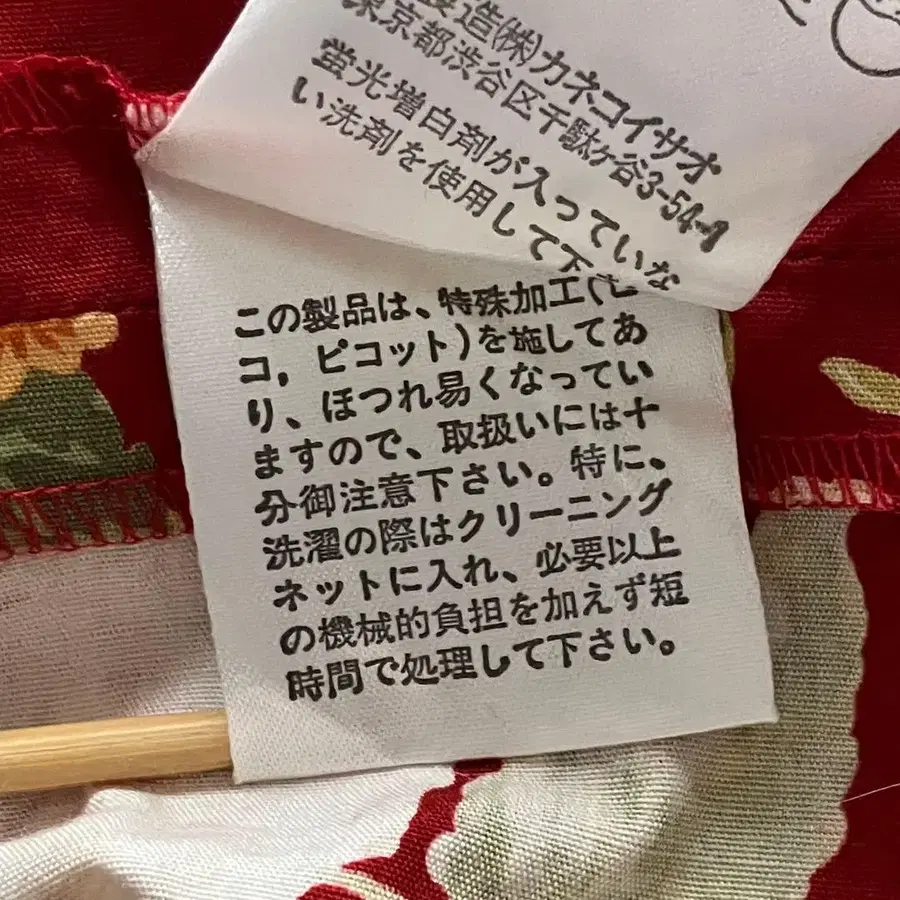 製造(株)カネコイサオ
東京都渋谷区千駄ヶ谷3-54-1
蛍光増白剤が入っていな
い洗剤を使用して下
この製品は、特殊加工(ピ
コ, ピコット)を施してあ
り、ほつれ易くなってい
ますので、取扱いには十
分御注意下さい。特に、
洗濯の際はクリーニング
ネットに入れ、必要以上
の機械的負担を加えず短
時間で処理して下さい。